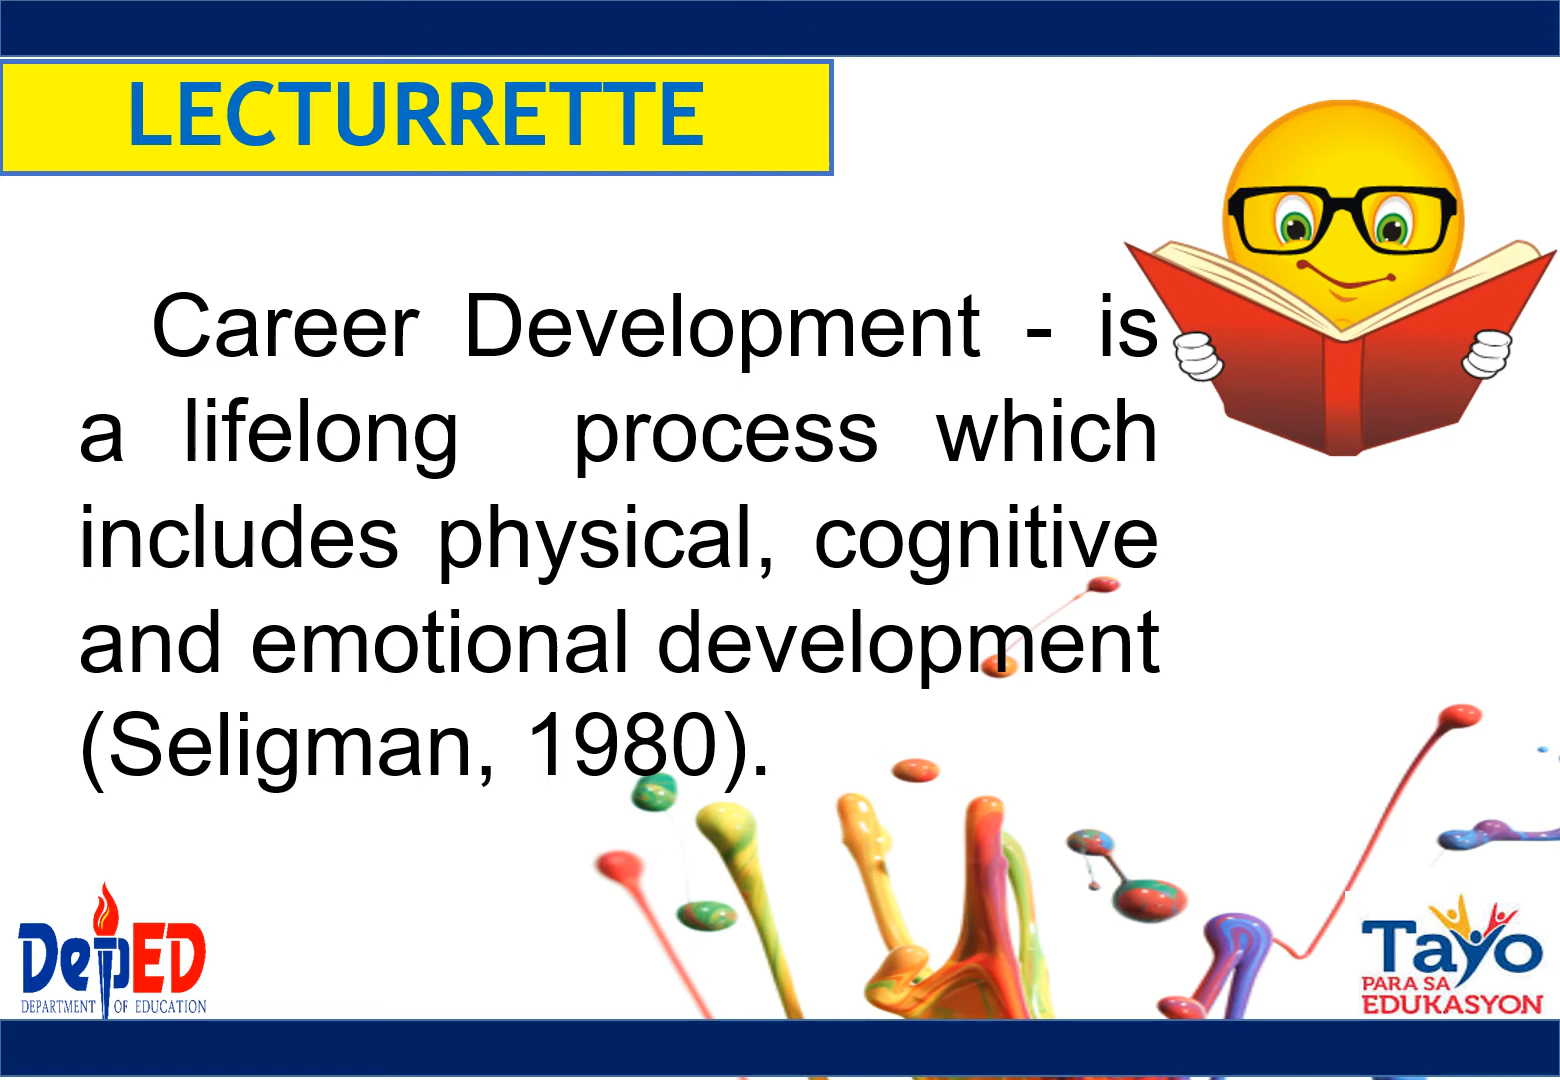 LECTURRETTE
Career Development - is
a lifelong process which
includes physical, cognitive
and emotional development
(Seligman, 1980).
DepED
DEPARTMENT OF EDUCATION
Tayo
PARA SA
EDUKASYON